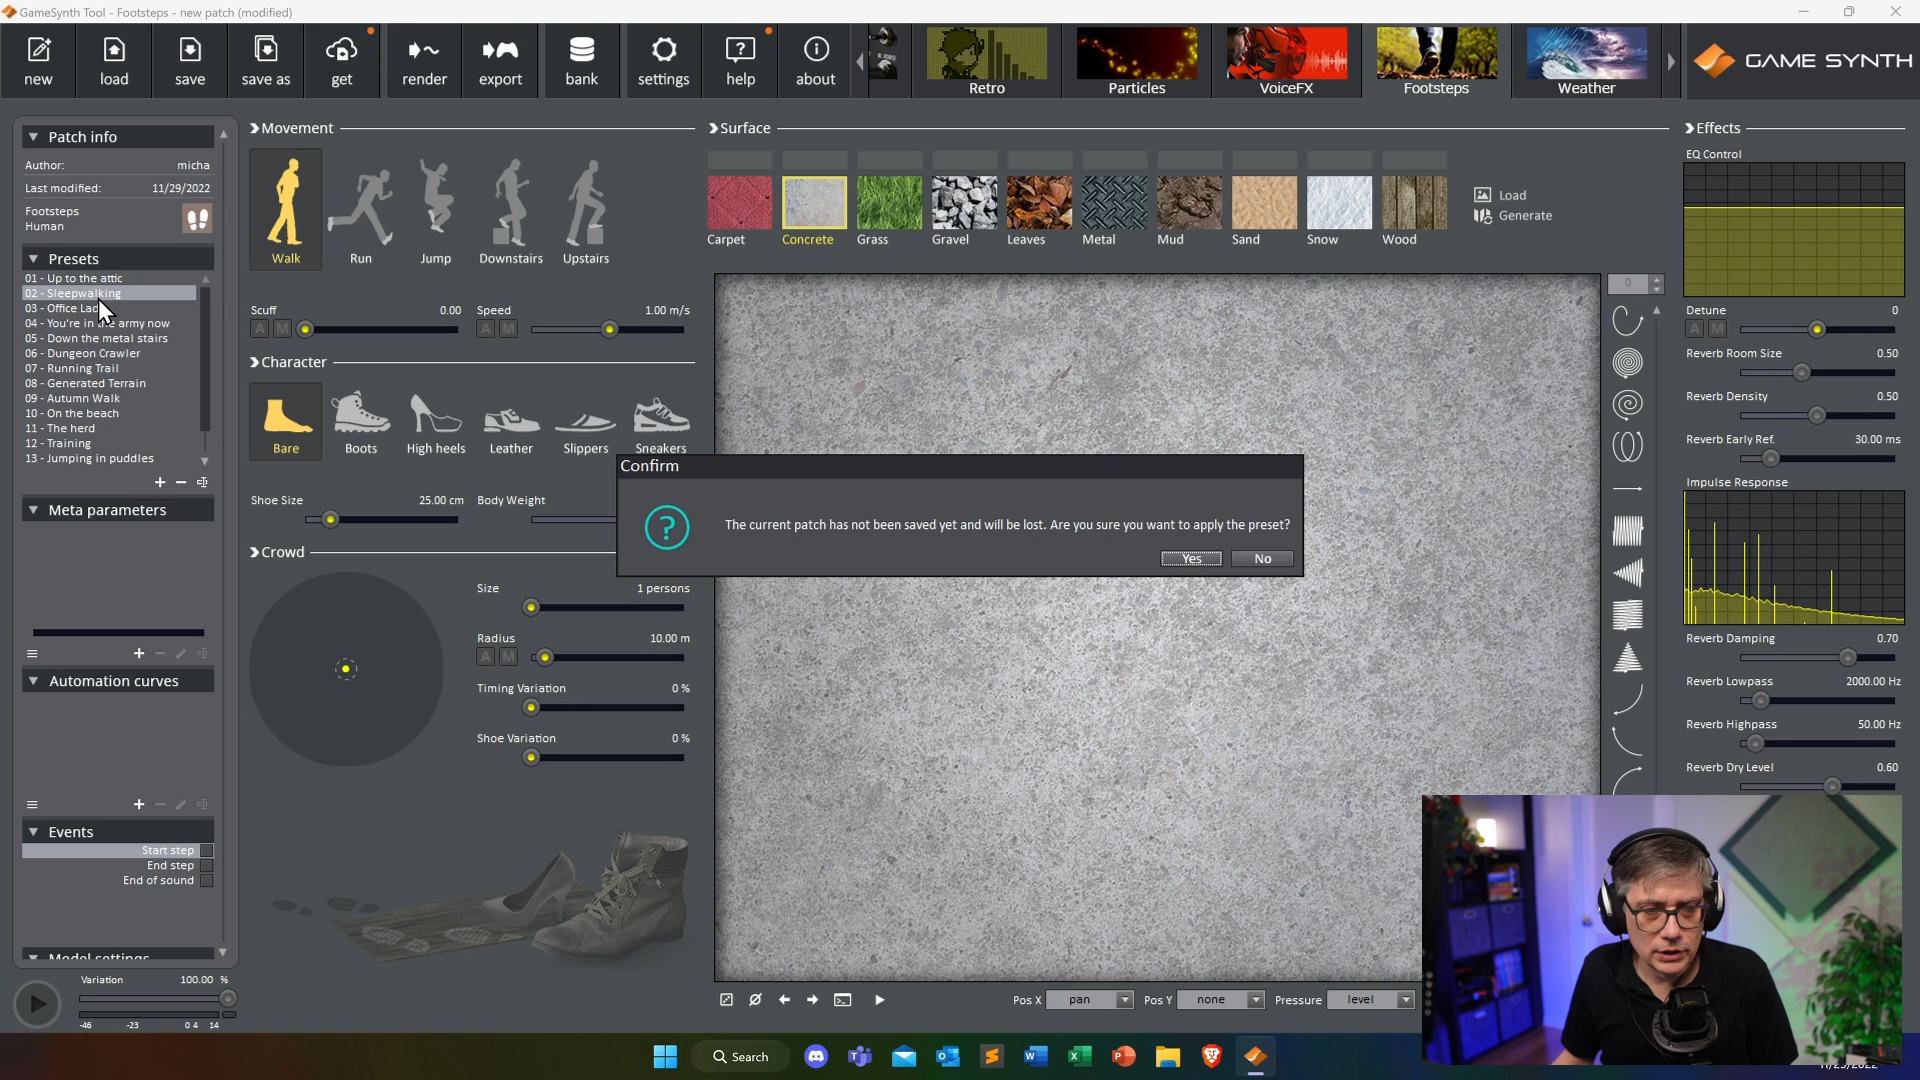 GameSynth Tool - Footsteps - new patch (modified)
new
load
save
save as
get
render
export
bank
settings
help
about
Retro
Particles
VoiceFX
Footsteps
Weather
GAME SYNTH
Patch info
Author: micha
Last modified: 11/29/2022
Footsteps
Human
Presets
01 - Up to the attic
02 - Sleepwalking
03 - Office Lad
04 - You're in the army now
05 - Down the metal stairs
06 - Dungeon Crawler
07 - Running Trail
08 - Generated Terrain
09 - Autumn Walk
10 - On the beach
11 - The herd
12 - Training
13 - Jumping in puddles
Meta parameters
Automation curves
Events
Start step
End step
End of sound
Model settings
Variation 100.00 %
-46 -23 0 4 14
Movement
Walk
Run
Jump
Downstairs
Upstairs
Scuff 0.00
A M
Speed 1.00 m/s
A M
Character
Bare
Boots
High heels
Leather
Slippers
Sneakers
Shoe Size 25.00 cm
Body Weight
Crowd
Size 1 persons
Radius 10.00 m
A M
Timing Variation 0 %
Shoe Variation 0 %
Surface
Carpet
Concrete
Grass
Gravel
Leaves
Metal
Mud
Sand
Snow
Wood
Load
Generate
0
Confirm
The current patch has not been saved yet and will be lost. Are you sure you want to apply the preset?
Yes
No
Pos X pan
Pos Y none
Pressure level
Effects
EQ Control
Detune 0
A M
Reverb Room Size 0.50
Reverb Density 0.50
Reverb Early Ref. 30.00 ms
Impulse Response
Reverb Damping 0.70
Reverb Lowpass 2000.00 Hz
Reverb Highpass 50.00 Hz
Reverb Dry Level 0.60
Search